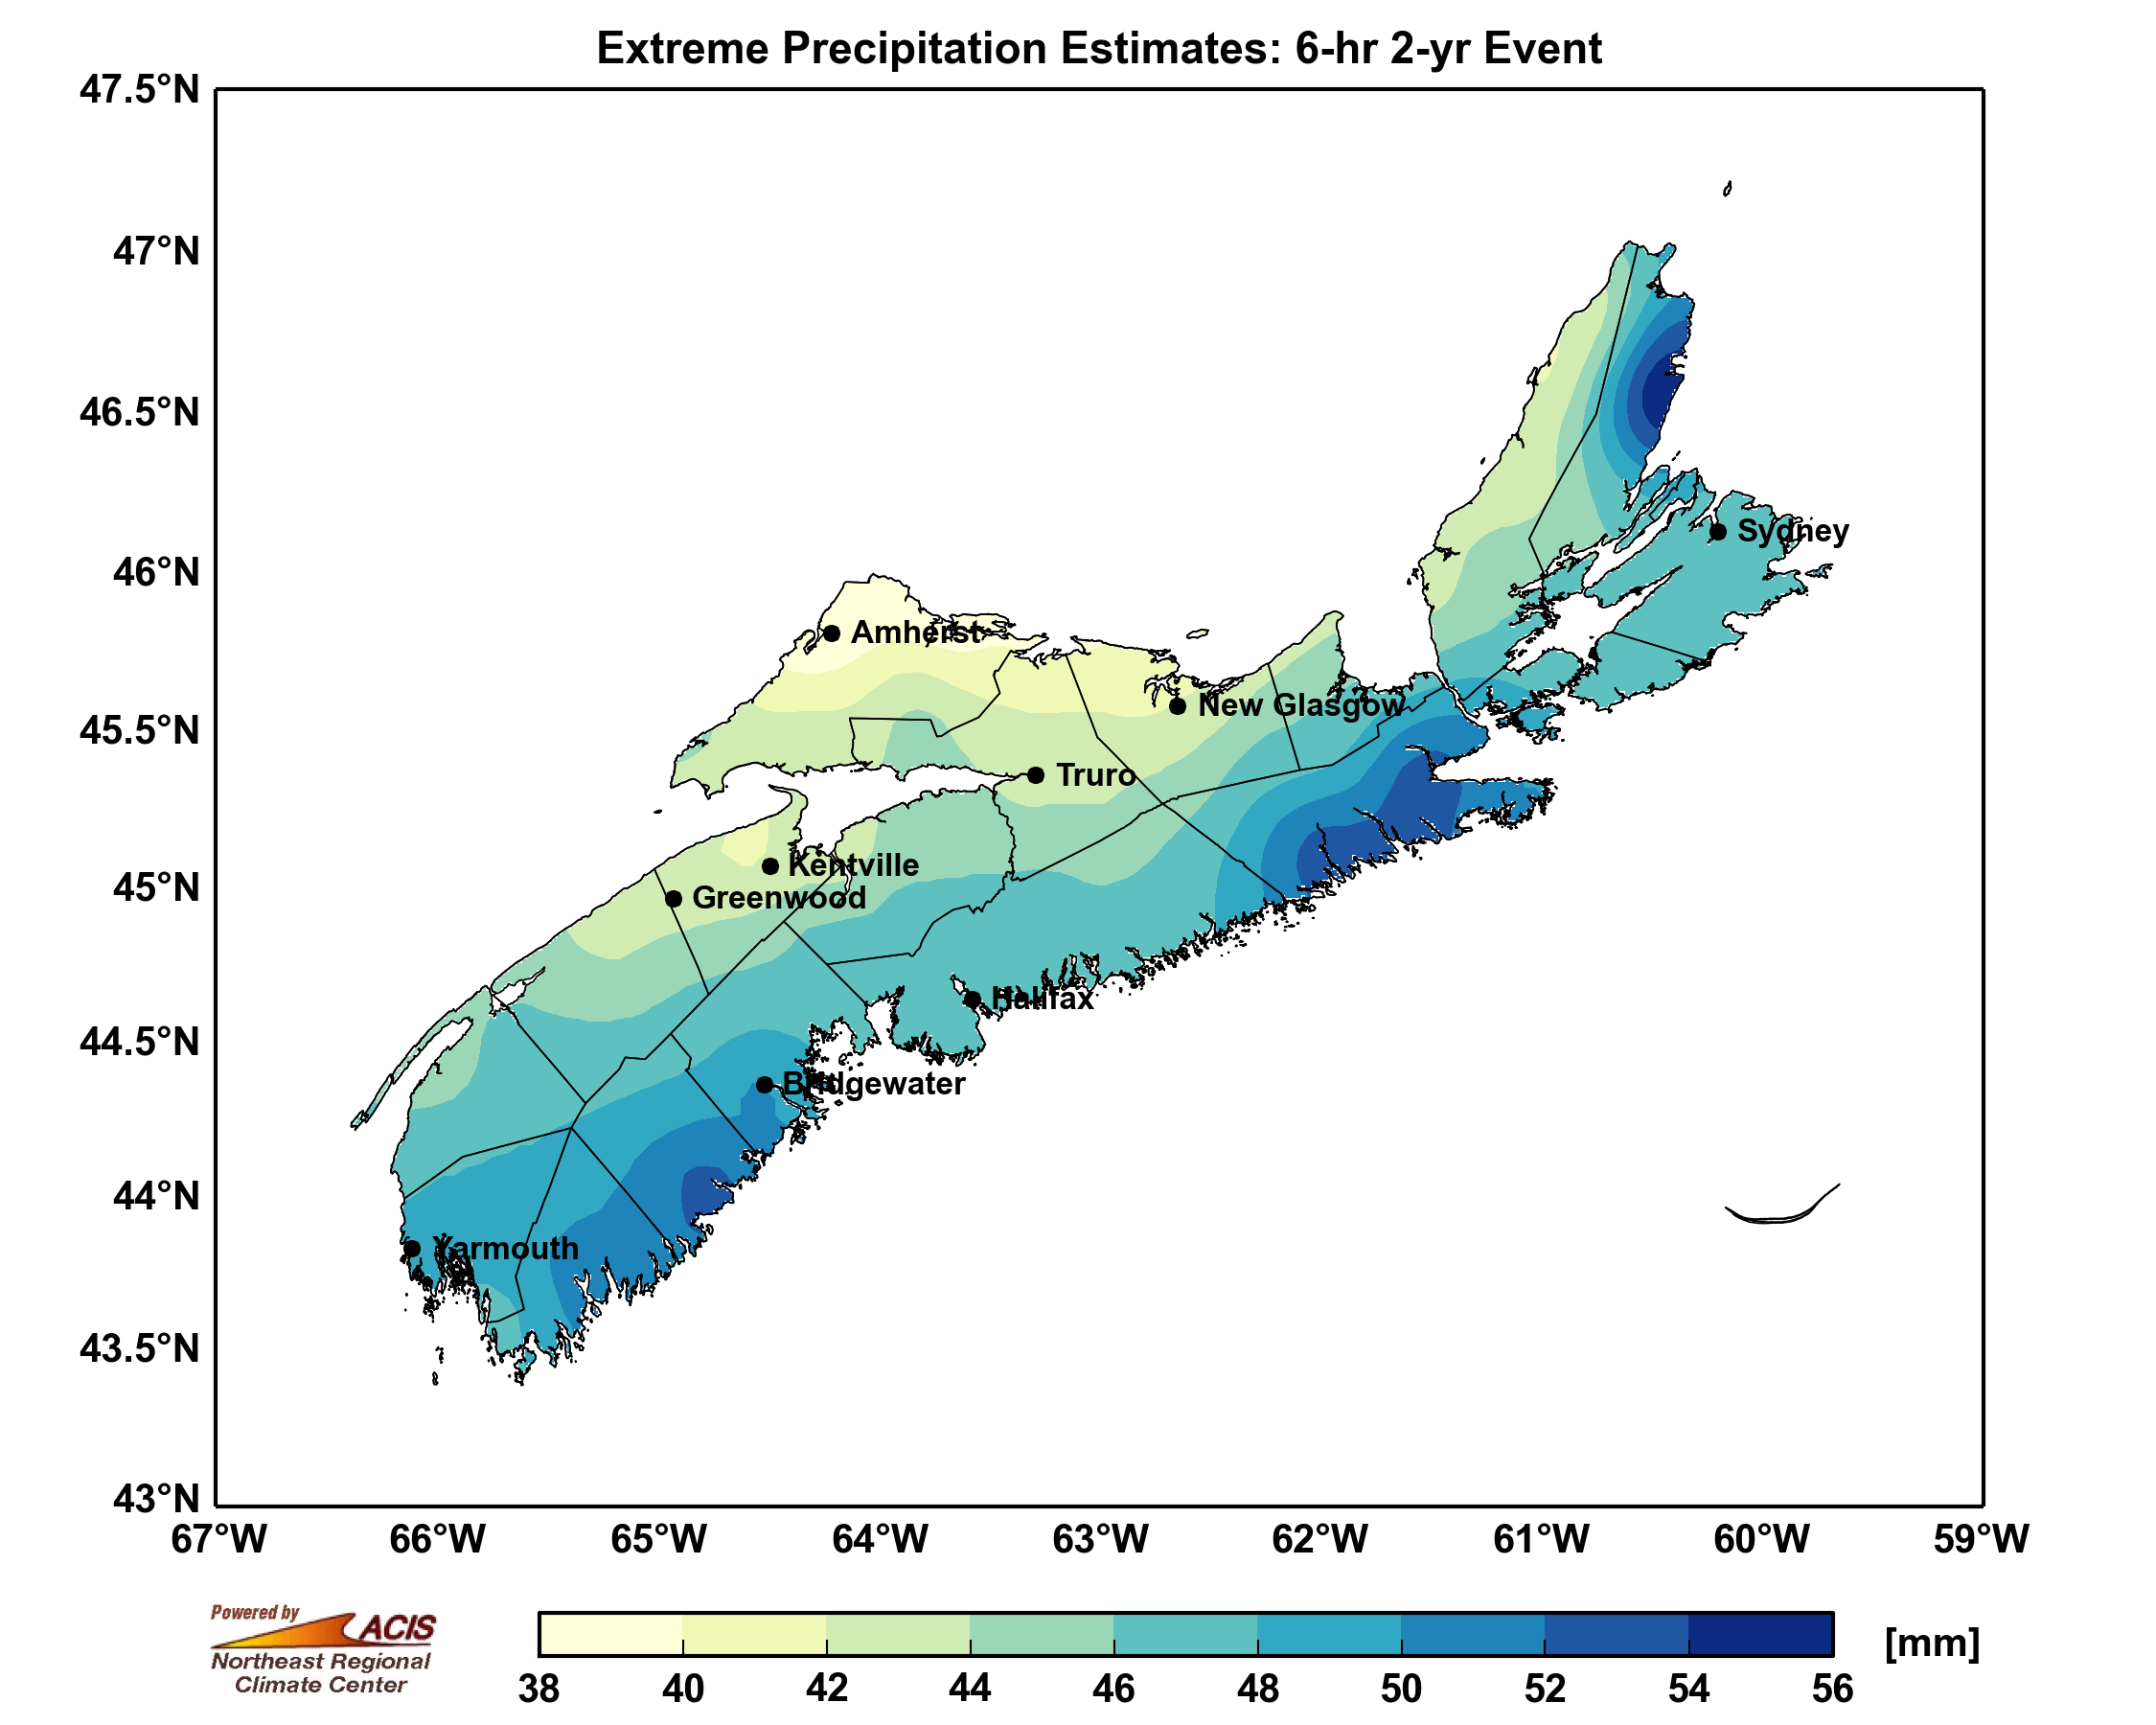 Extreme Precipitation Estimates: 6-hr 2-yr Event
47.5°N
47°N
46.5°N
46°N
45.5°N
45°N
44.5°N
44°N
43.5°N
43°N
Sydney
Amherst
New Glasgow
Truro
Kentville
Greenwood
Halifax
Bridgewater
Yarmouth
67°W 66°W 65°W 64°W 63°W 62°W 61°W 60°W 59°W
Powered by
ACIS
Northeast Regional
Climate Center
[mm]
38 40 42 44 46 48 50 52 54 56